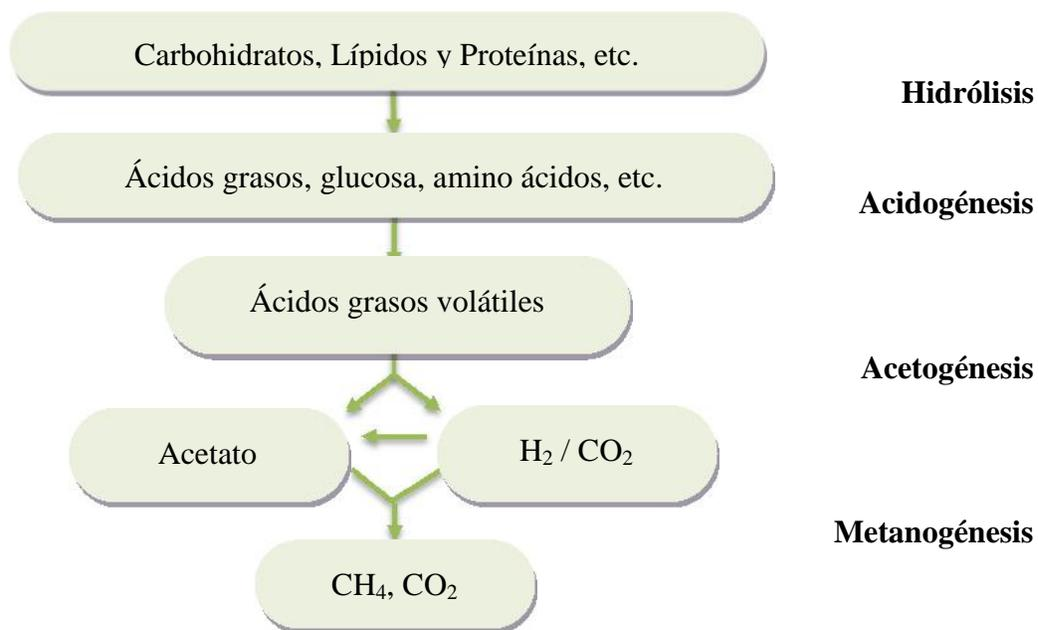 Carbohidratos, Lípidos y Proteínas, etc.
Hidrólisis
Ácidos grasos, glucosa, amino ácidos, etc.
Acidogénesis
Ácidos grasos volátiles
Acetogénesis
Acetato
H₂ / CO₂
Metanogénesis
CH₄, CO₂